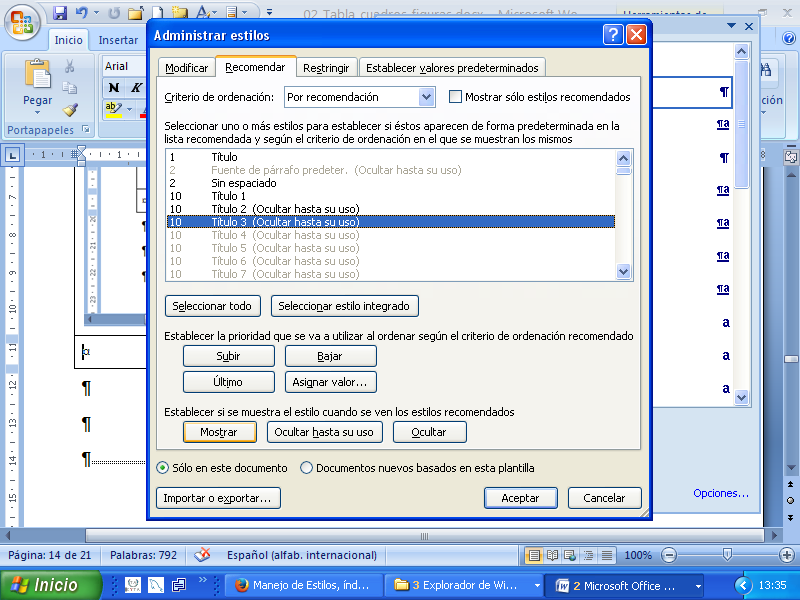 02_Tabla_cuadros_figuras.docx - Microsoft Wo
Herramientas de
Inicio
Insertar
Pegar
Portapapeles
Arial
N K
ab
ción
Administrar estilos
Modificar
Recomendar
Restringir
Establecer valores predeterminados
Criterio de ordenación:
Por recomendación
Mostrar sólo estilos recomendados
Seleccionar uno o más estilos para establecer si éstos aparecen de forma predeterminada en la
lista recomendada y según el criterio de ordenación en el que se muestran los mismos
1 Título
2 Fuente de párrafo predeter. (Ocultar hasta su uso)
2 Sin espaciado
10 Título 1
10 Título 2 (Ocultar hasta su uso)
10 Título 3 (Ocultar hasta su uso)
10 Título 4 (Ocultar hasta su uso)
10 Título 5 (Ocultar hasta su uso)
10 Título 6 (Ocultar hasta su uso)
10 Título 7 (Ocultar hasta su uso)
Seleccionar todo
Seleccionar estilo integrado
Establecer la prioridad que se va a utilizar al ordenar según el criterio de ordenación recomendado
Subir
Bajar
Último
Asignar valor...
Establecer si se muestra el estilo cuando se ven los estilos recomendados
Mostrar
Ocultar hasta su uso
Ocultar
Sólo en este documento
Documentos nuevos basados en esta plantilla
Importar o exportar...
Aceptar
Cancelar
¶
¶a
¶
¶a
¶a
¶a
¶a
a
a
a
Opciones...
¶
¶
¶
Página: 14 de 21
Palabras: 792
Español (alfab. internacional)
100%
Inicio
Manejo de Estilos, índ...
3 Explorador de Wi...
2 Microsoft Office ...
13:35